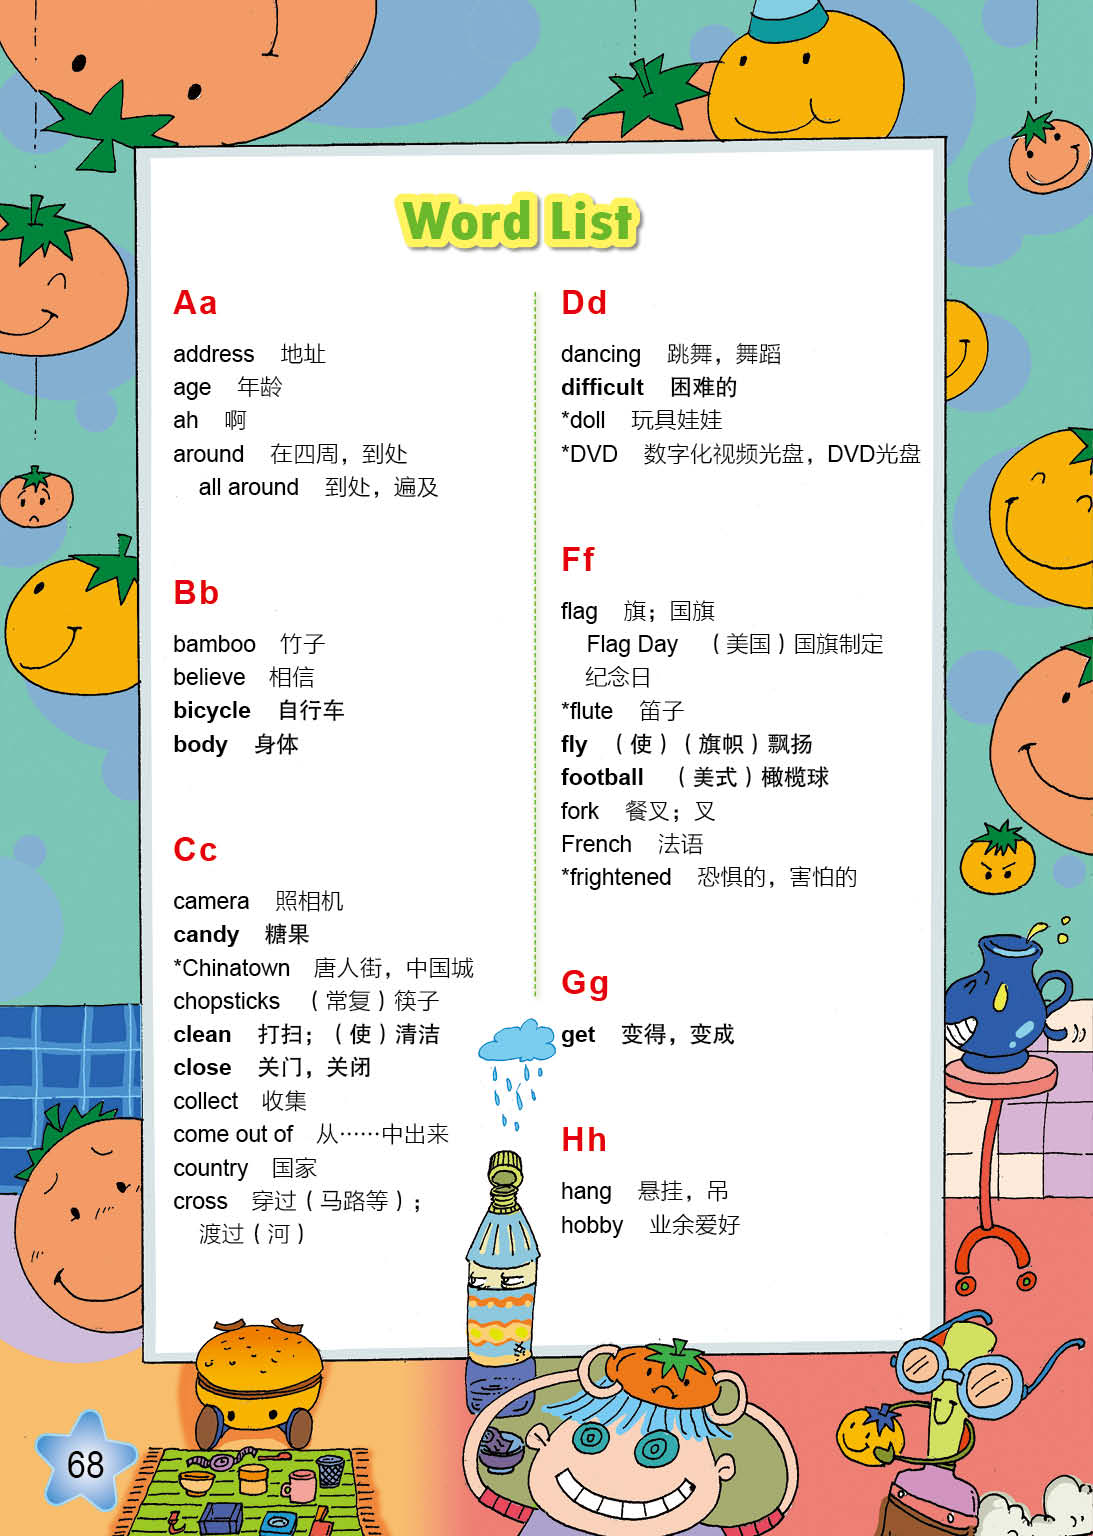 Word List
Aa
address 地址
age 年龄
ah 啊
around 在四周，到处
all around 到处，遍及
Bb
bamboo 竹子
believe 相信
bicycle 自行车
body 身体
Cc
camera 照相机
candy 糖果
*Chinatown 唐人街，中国城
chopsticks （常复）筷子
clean 打扫；（使）清洁
close 关门，关闭
collect 收集
come out of 从……中出来
country 国家
cross 穿过（马路等）；
渡过（河）
Dd
dancing 跳舞，舞蹈
difficult 困难的
*doll 玩具娃娃
*DVD 数字化视频光盘，DVD光盘
Ff
flag 旗；国旗
Flag Day （美国）国旗制定
纪念日
*flute 笛子
fly （使）（旗帜）飘扬
football （美式）橄榄球
fork 餐叉；叉
French 法语
*frightened 恐惧的，害怕的
Gg
get 变得，变成
Hh
hang 悬挂，吊
hobby 业余爱好
68